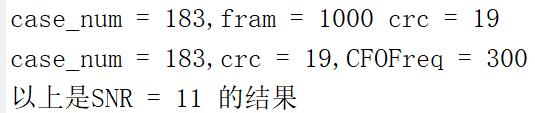 case_num = 183,fram = 1000 crc = 19
case_num = 183,crc = 19,CFOFreq = 300
以上是SNR = 11 的结果